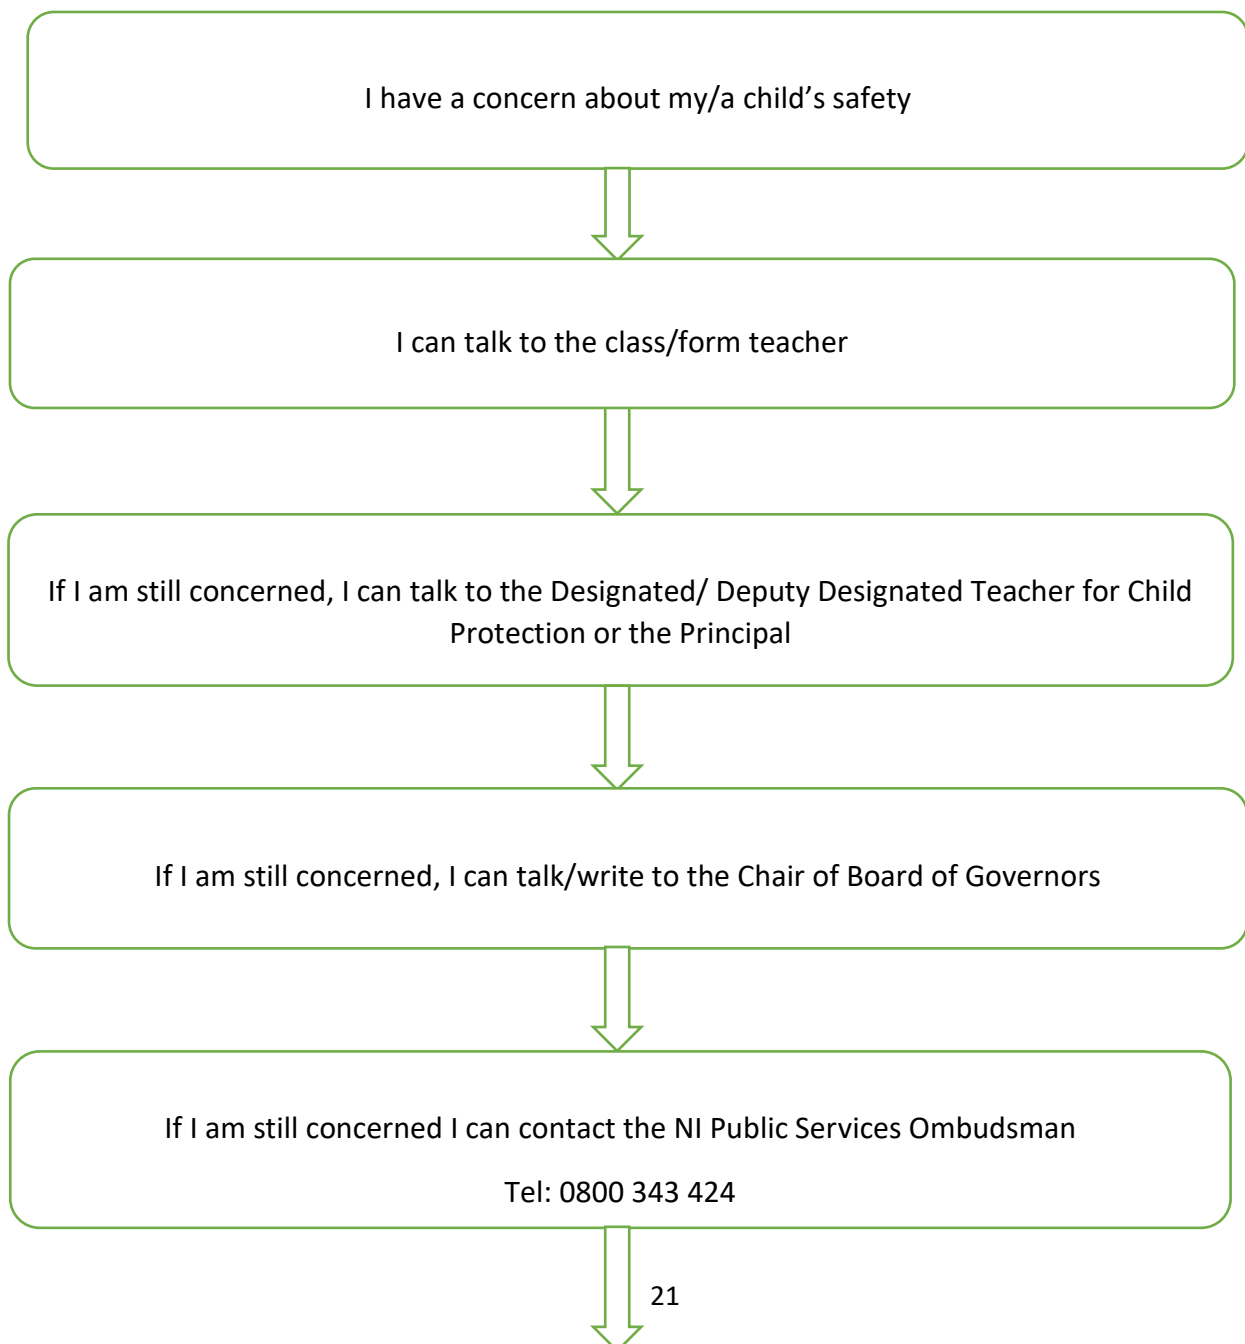 I have a concern about my/a child’s safety
I can talk to the class/form teacher
If I am still concerned, I can talk to the Designated/ Deputy Designated Teacher for Child
Protection or the Principal
If I am still concerned, I can talk/write to the Chair of Board of Governors
If I am still concerned I can contact the NI Public Services Ombudsman
Tel: 0800 343 424
21